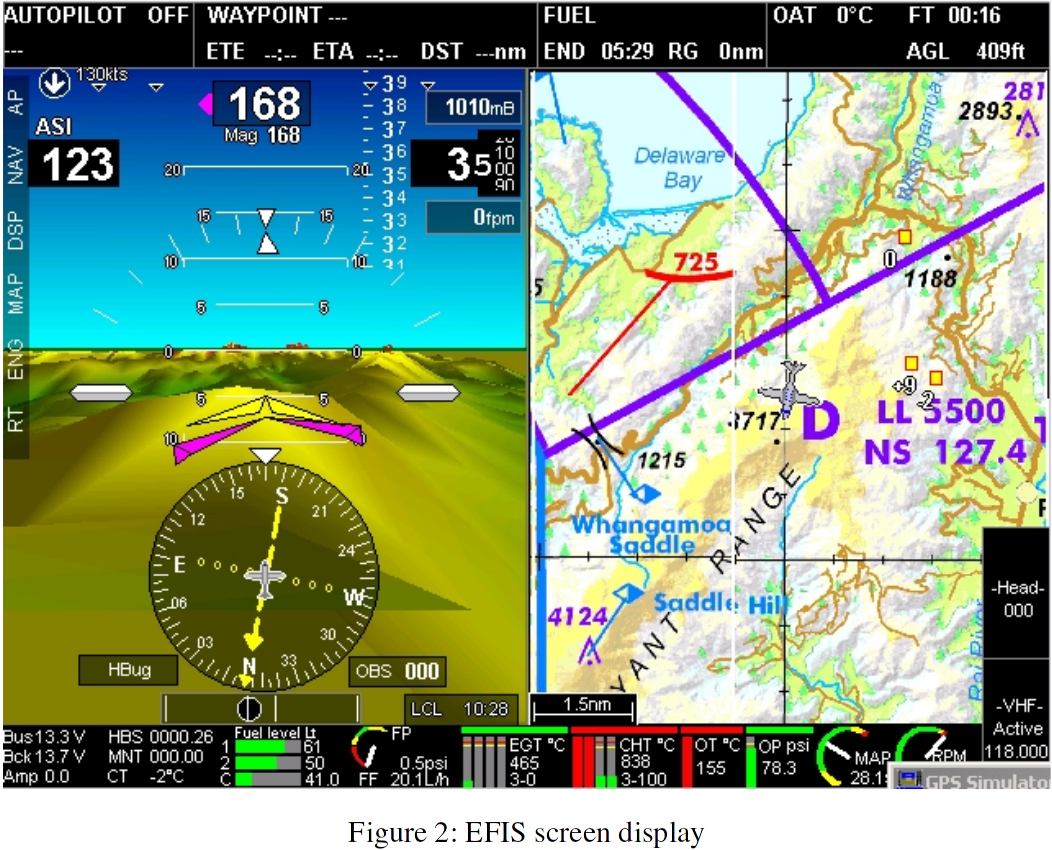 AUTOPILOT OFF WAYPOINT --- FUEL OAT 0°C FT 00:16
--- ETE --:-- ETA --:-- DST ---nm END 05:29 RG 0nm AGL 409ft
130kts
168
Mag 168
1010mB
ASI
123
AP
NAV
DSP
MAP
ENG
RT
39
38
37
36
35
34
33
32
31
35
10
00
90
0fpm
20 20
15 15
10 10
5 5
0 0
5 5
10
S
21
24
W
30
33
N
03
06
E
12
15
HBug
OBS 000
LCL 10:28
Delaware
Bay
Whangamoa
281
2893
725
0
1188
+9
-2
3717
D
LL 5500
NS 127.4
1215
Whangamoa
Saddle
RANGE
Saddle Hill
4124
YANT
1.5nm
-Head-
000
-VHF-
Active
118.000
Bus13.3 V HBS 0000.26 Fuel level Lt FP EGT °C CHT °C OT °C OP psi
Bck13.7 V MNT 000.00 1 61 0.5psi 465 838 155 78.3 MAP RPM
2 50
Amp 0.0 CT -2°C C 41.0 FF 20.1L/h 3-0 3-100 28.1
GPS Simulato
Figure 2: EFIS screen display